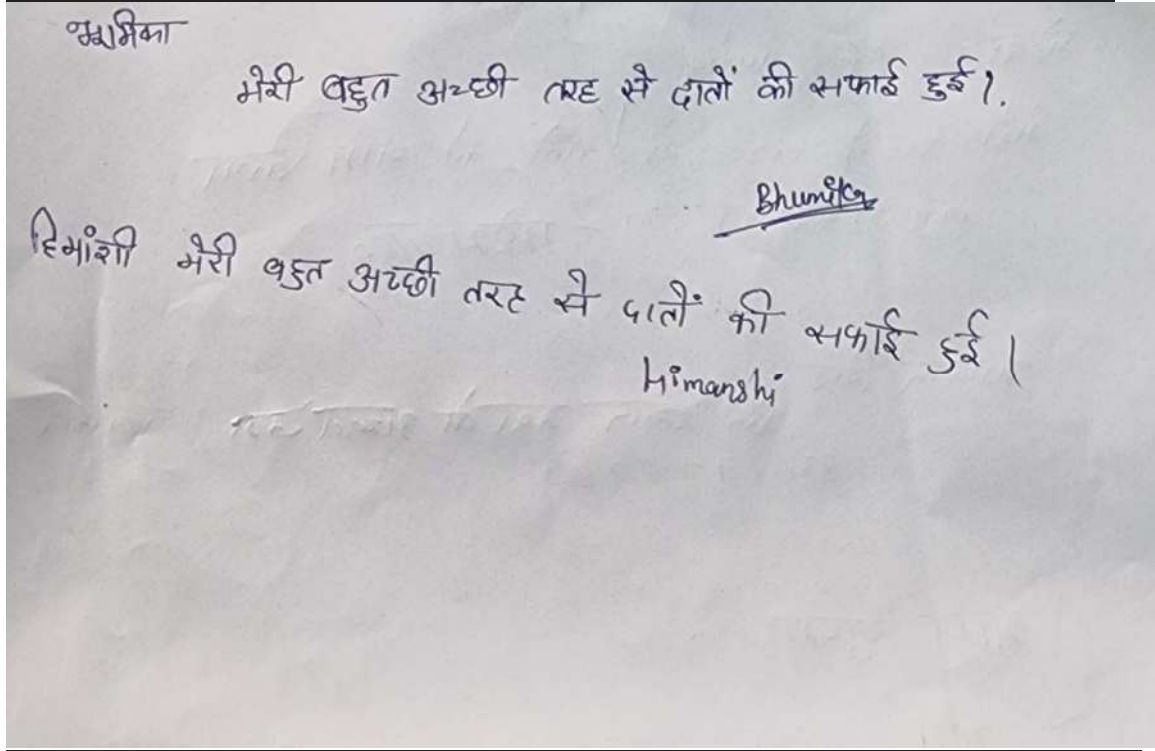 भूमिका
मेरी बहुत अच्छी तरह से दातों की सफाई हुई।.
Bhumika
हिमांशी मेरी बहुत अच्छी तरह से दातों की सफाई हुई।
Himanshi